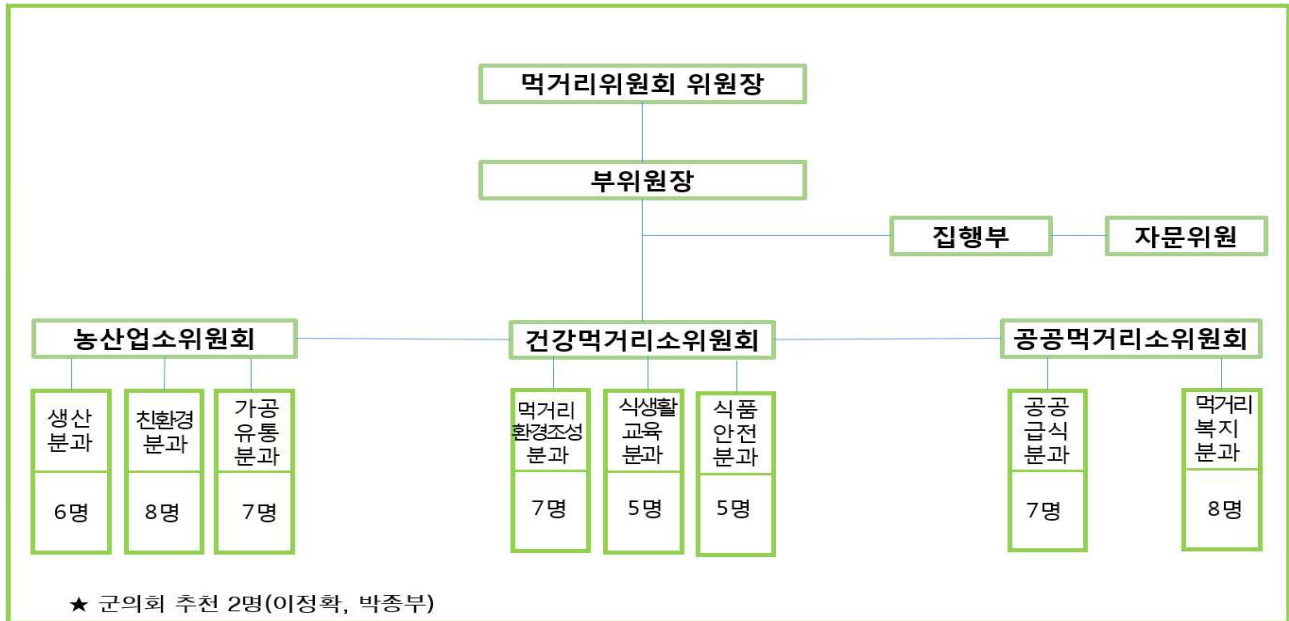 먹거리위원회 위원장
부위원장
집행부
자문위원
농산업소위원회
건강먹거리소위원회
공공먹거리소위원회
생산
분과
6명
친환경
분과
8명
가공
유통
분과
7명
먹거리
환경조성
분과
7명
식생활
교육
분과
5명
식품
안전
분과
5명
공공
급식
분과
7명
먹거리
복지
분과
8명
★ 군의회 추천 2명(이정확, 박종부)